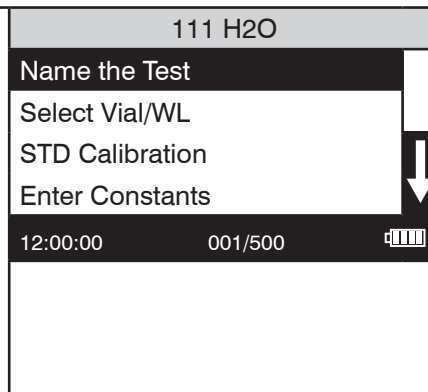 111 H2O
Name the Test
Select Vial/WL
STD Calibration
Enter Constants
12:00:00 001/500